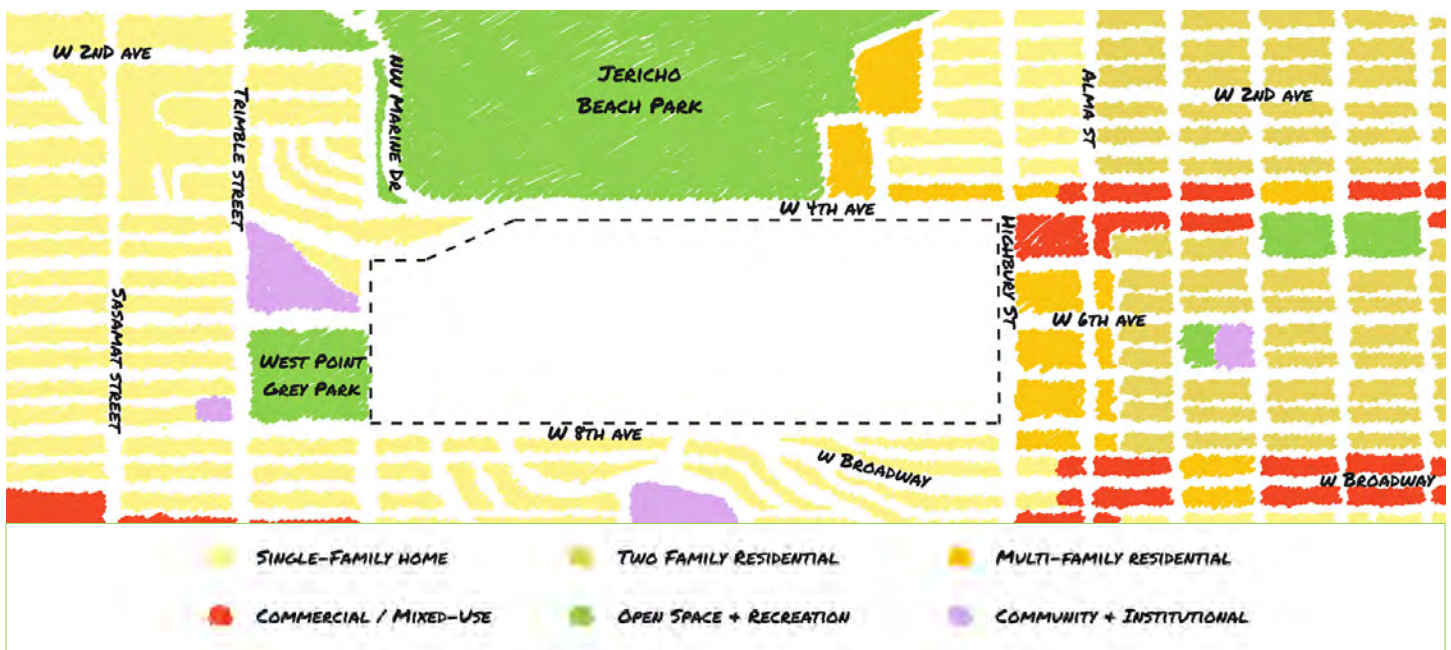 W 2ND AVE
TRIMBLE STREET
NW MARINE DR
JERICHO
BEACH PARK
ALMA ST
W 2ND AVE
W 4TH AVE
HIGHBURY ST
W 6TH AVE
SASAMAT STREET
WEST POINT
GREY PARK
W 8TH AVE
W BROADWAY
W BROADWAY
SINGLE-FAMILY HOME
TWO FAMILY RESIDENTIAL
MULTI-FAMILY RESIDENTIAL
COMMERCIAL / MIXED-USE
OPEN SPACE + RECREATION
COMMUNITY + INSTITUTIONAL